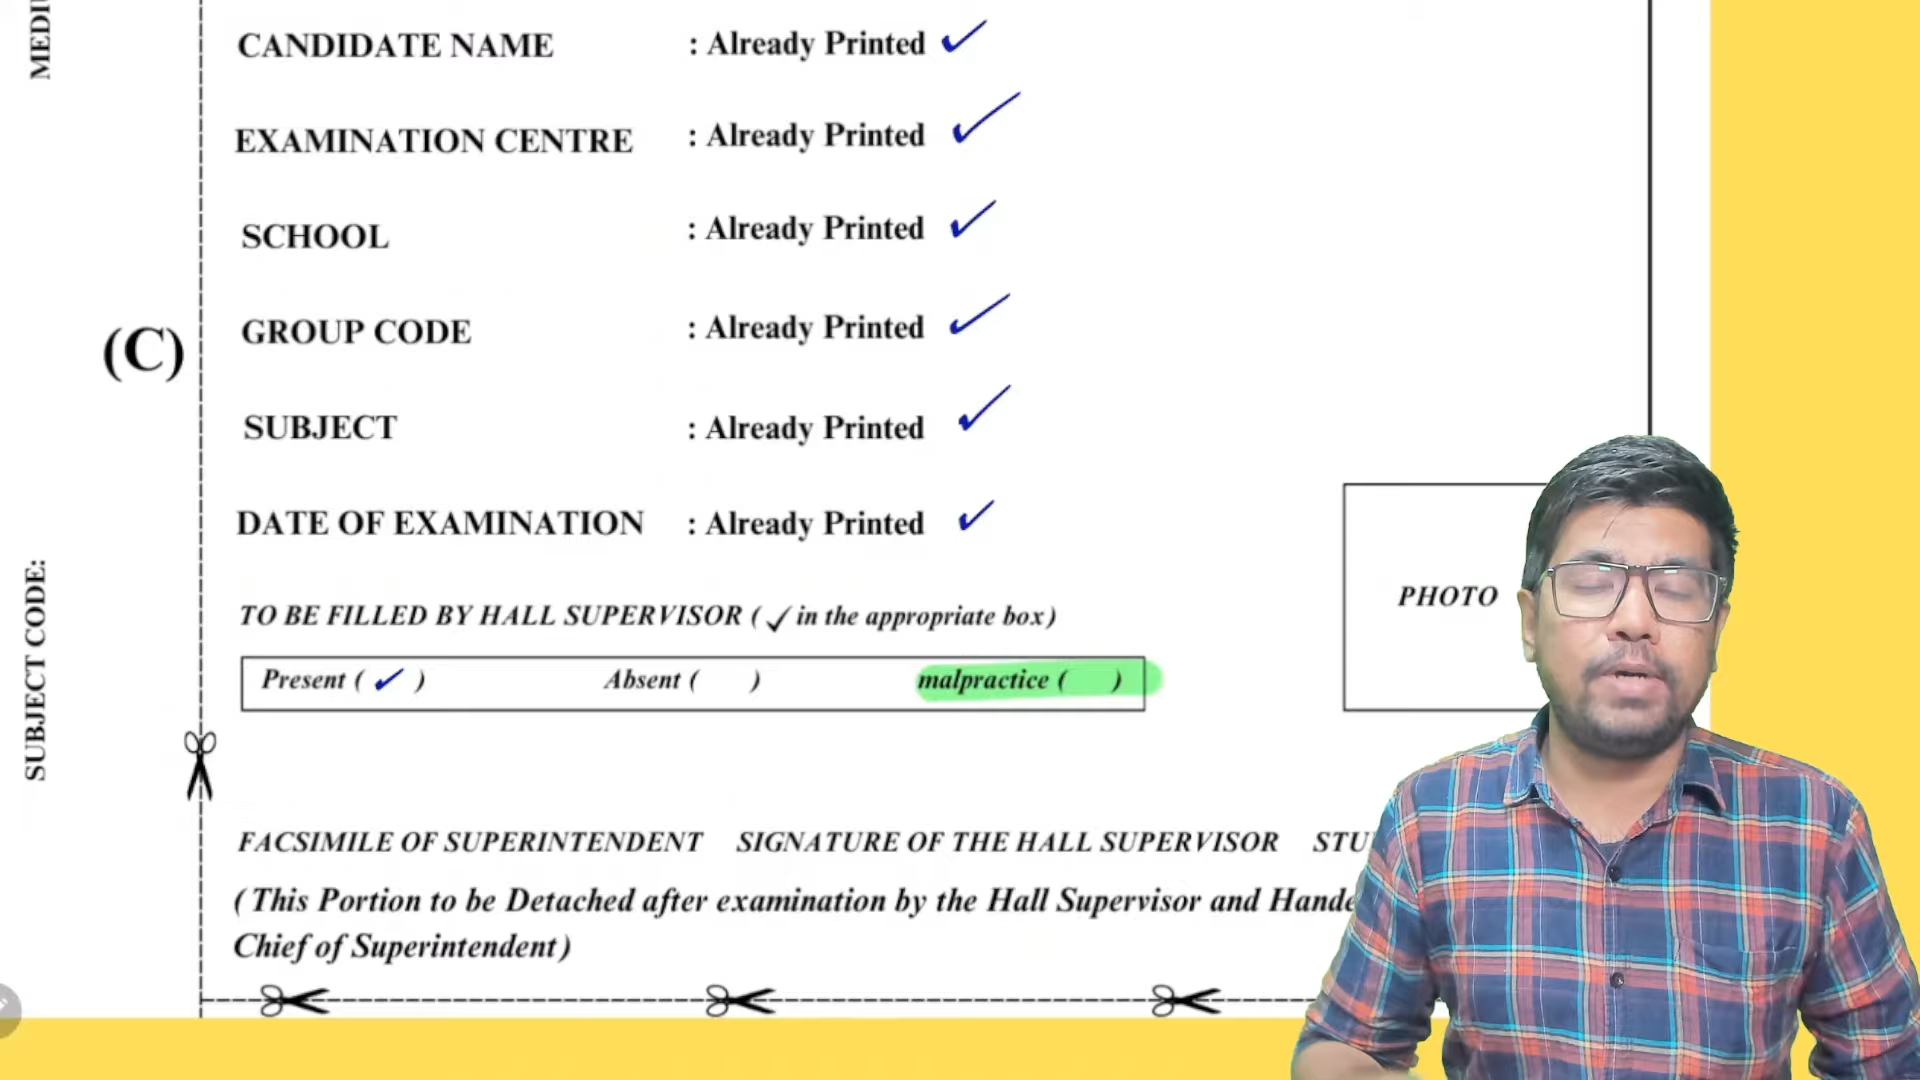 CANDIDATE NAME : Already Printed
EXAMINATION CENTRE : Already Printed
SCHOOL : Already Printed
(C)
GROUP CODE : Already Printed
SUBJECT : Already Printed
DATE OF EXAMINATION : Already Printed
SUBJECT CODE:
PHOTO
TO BE FILLED BY HALL SUPERVISOR (✓ in the appropriate box)
Present ( ✓ ) Absent ( ) malpractice ( )
FACSIMILE OF SUPERINTENDENT SIGNATURE OF THE HALL SUPERVISOR
(This Portion to be Detached after examination by the Hall Supervisor and
Chief of Superintendent)